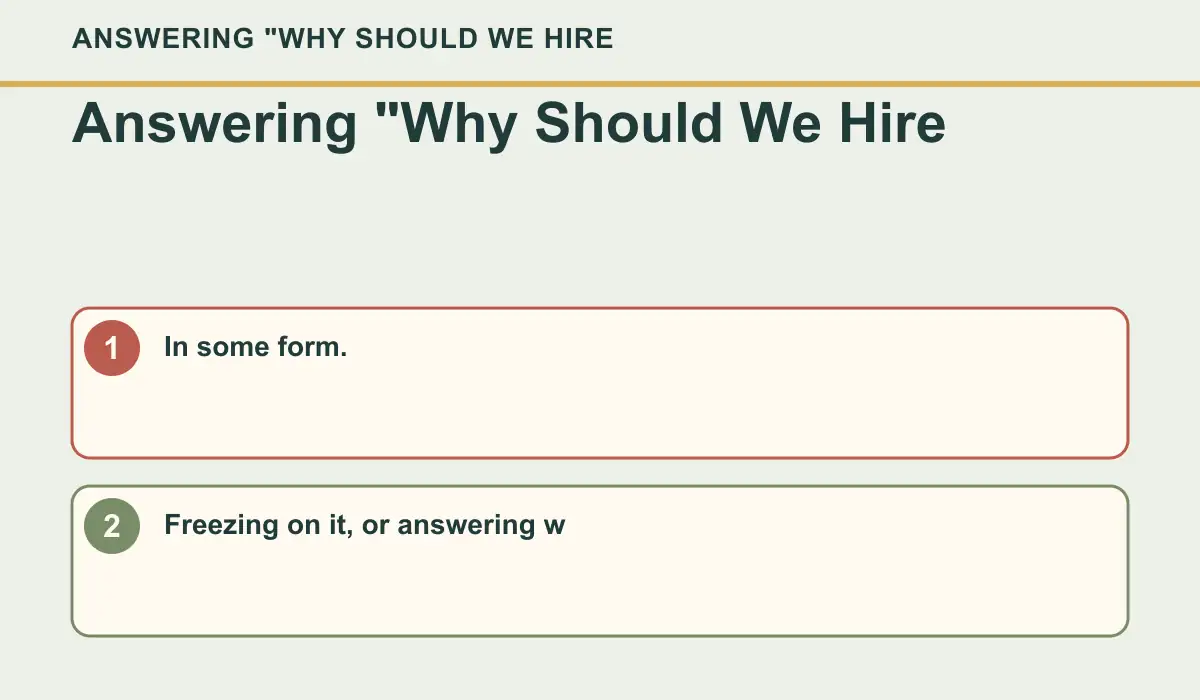 ANSWERING "WHY SHOULD WE HIRE
Answering "Why Should We Hire
1
In some form.
2
Freezing on it, or answering w